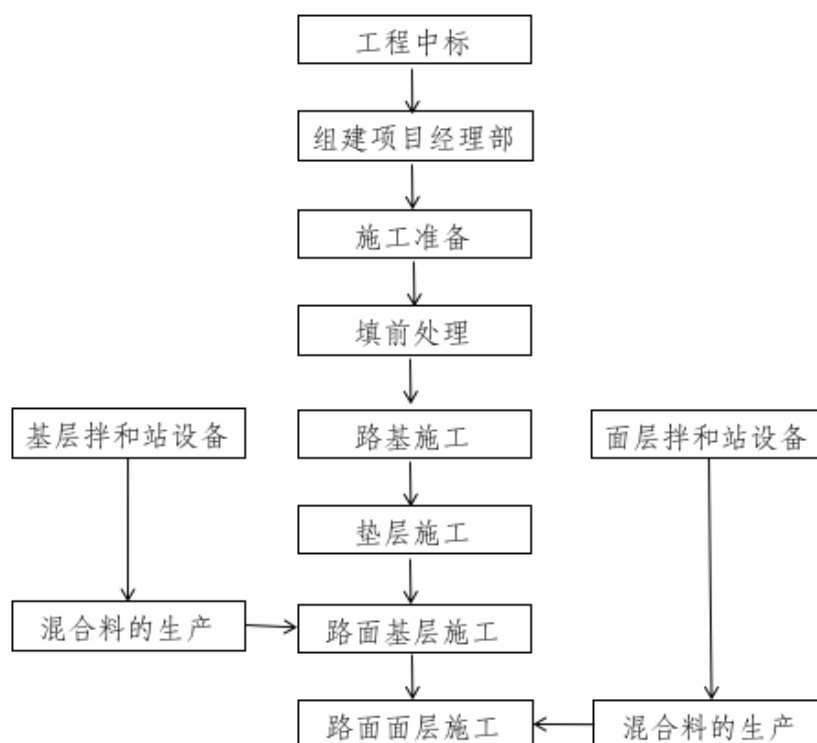 工程中标
组建项目经理部
施工准备
填前处理
基层拌和站设备
路基施工
面层拌和站设备
垫层施工
混合料的生产
路面基层施工
路面面层施工
混合料的生产